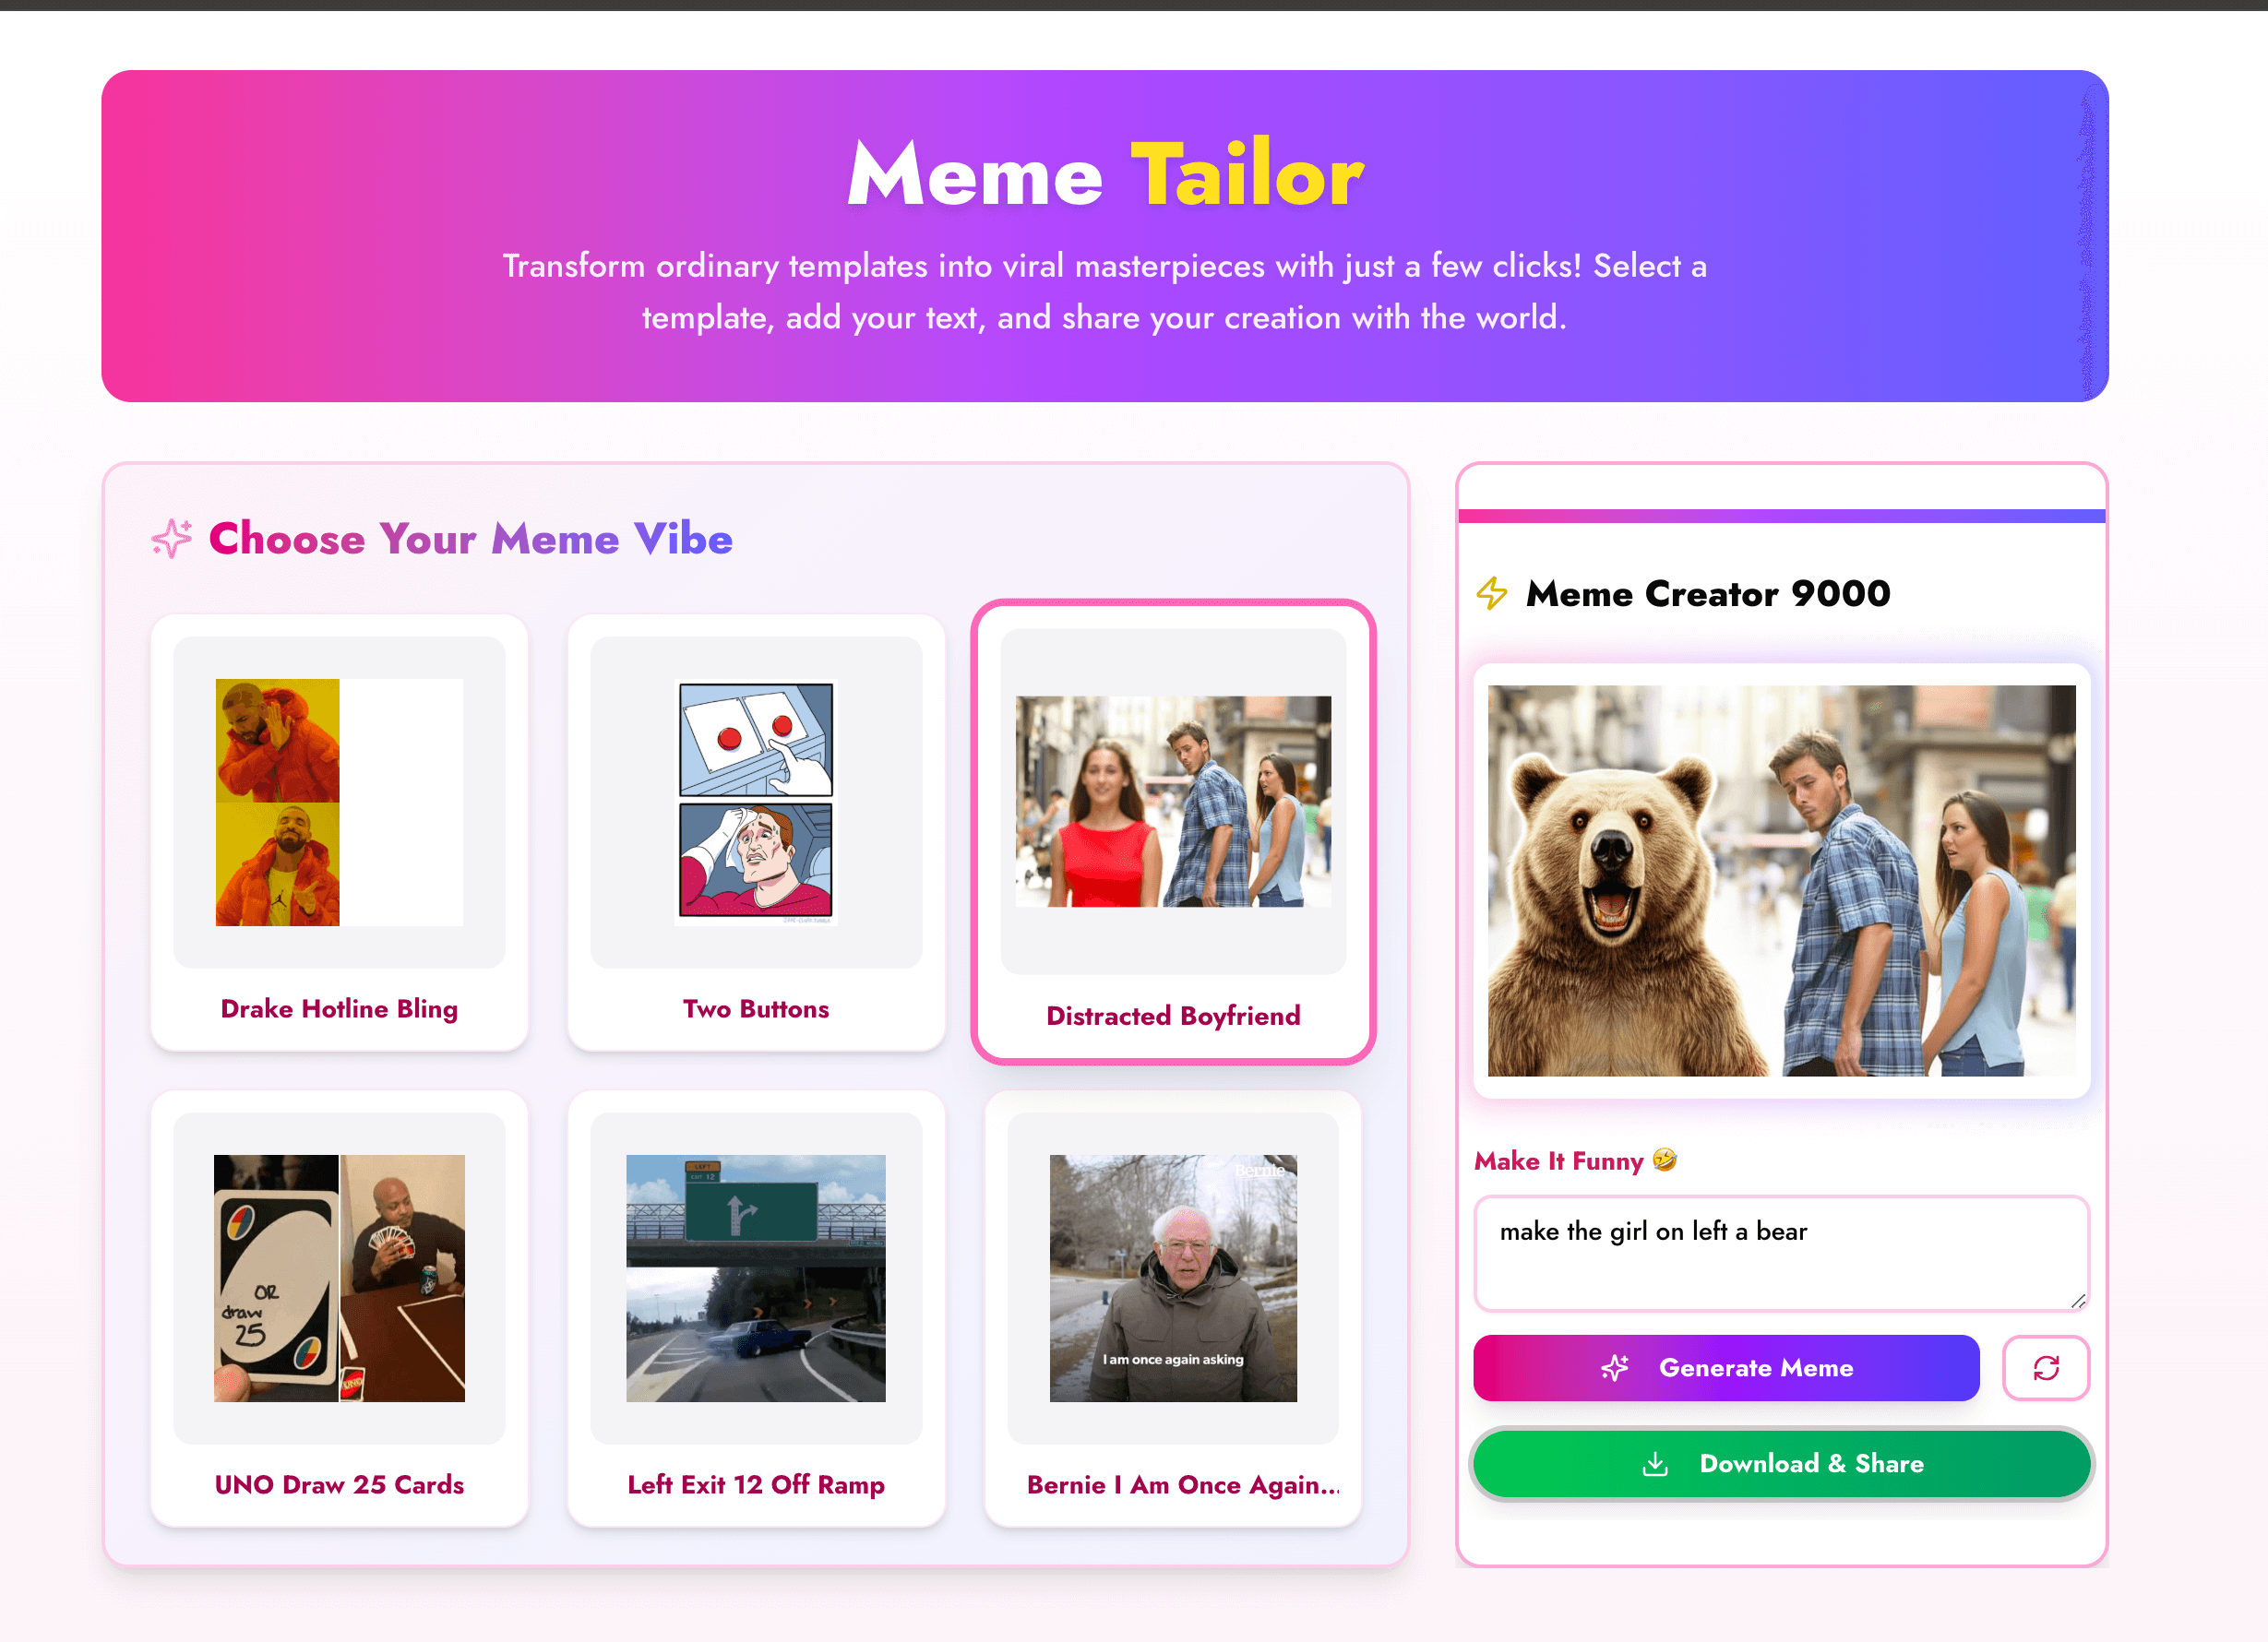 Meme Tailor
Transform ordinary templates into viral masterpieces with just a few clicks! Select a
template, add your text, and share your creation with the world.
Choose Your Meme Vibe
Drake Hotline Bling
Two Buttons
Distracted Boyfriend
OR
draw
25
UNO
LEFT
EXIT 12
Bernie
I am once again asking
UNO Draw 25 Cards
Left Exit 12 Off Ramp
Bernie I Am Once Again...
Meme Creator 9000
Make It Funny 🤣
make the girl on left a bear
Generate Meme
Download & Share